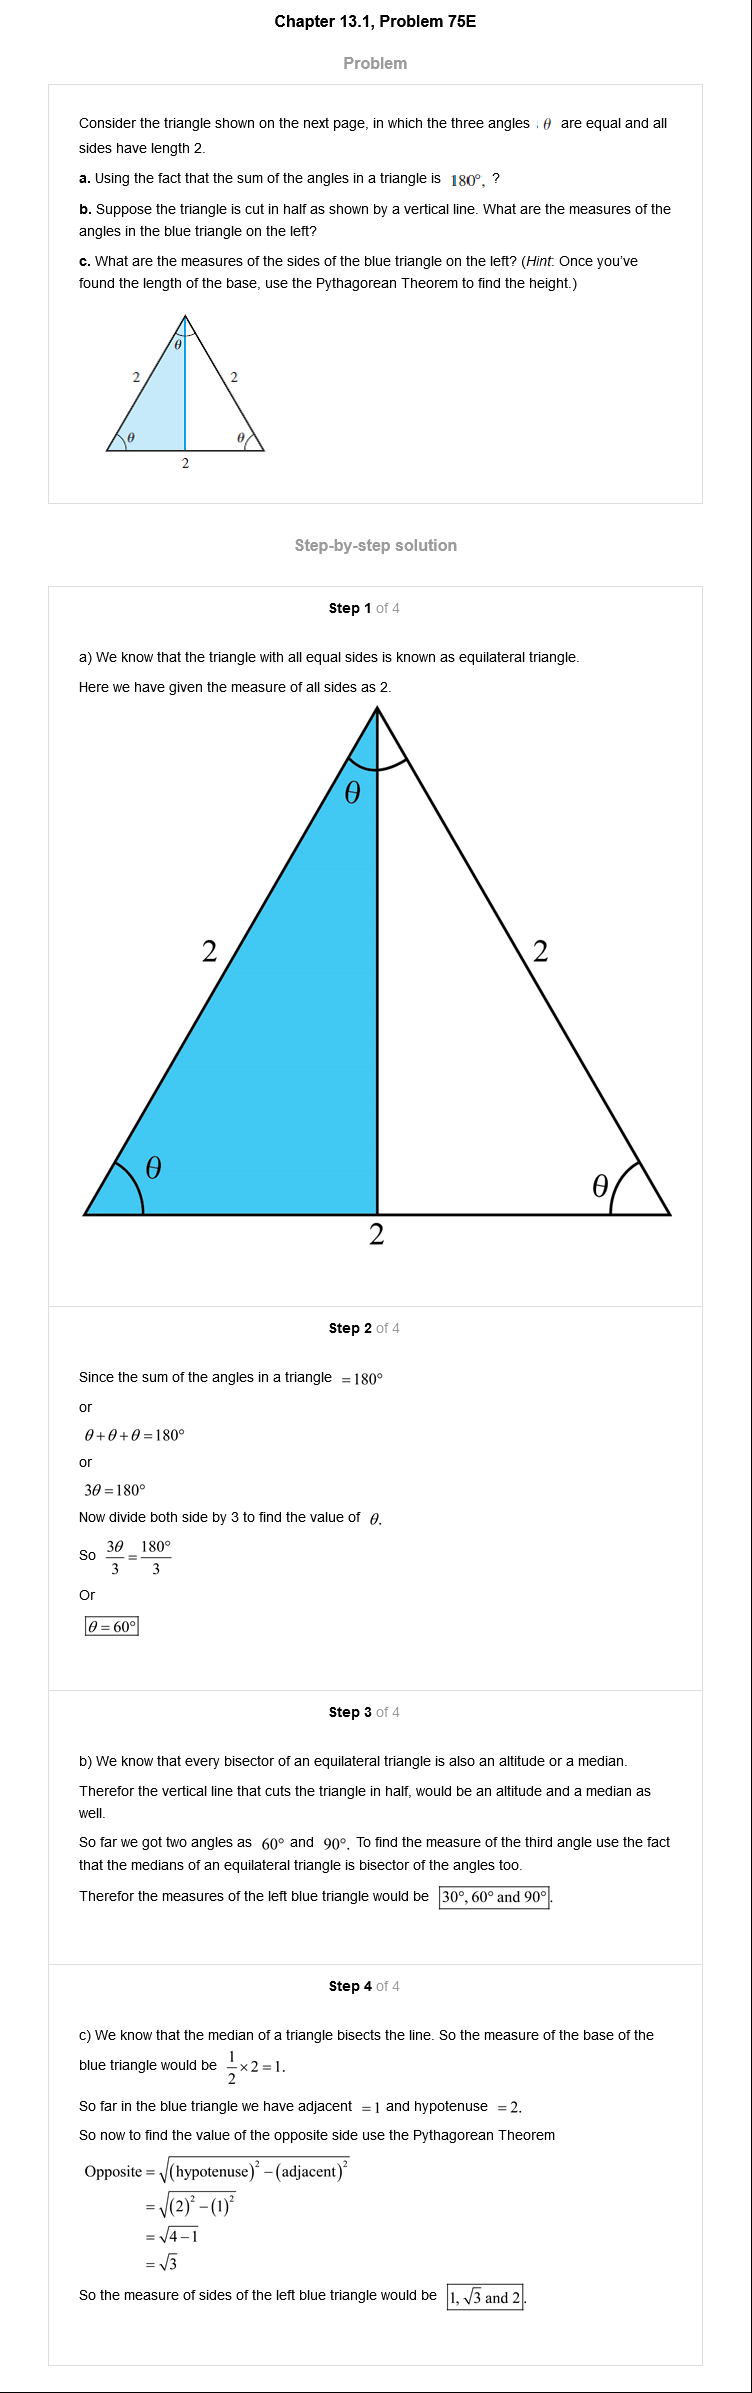 Chapter 13.1, Problem 75E
Problem
Consider the triangle shown on the next page, in which the three angles θ are equal and all
sides have length 2.
a. Using the fact that the sum of the angles in a triangle is 180°, ?
b. Suppose the triangle is cut in half as shown by a vertical line. What are the measures of the
angles in the blue triangle on the left?
c. What are the measures of the sides of the blue triangle on the left? (Hint: Once you've
found the length of the base, use the Pythagorean Theorem to find the height.)
θ
2 2
θ θ
2
Step-by-step solution
Step 1 of 4
a) We know that the triangle with all equal sides is known as equilateral triangle.
Here we have given the measure of all sides as 2.
θ
2 2
θ
θ
2
Step 2 of 4
Since the sum of the angles in a triangle = 180°
or
θ + θ + θ = 180°
or
3θ = 180°
Now divide both side by 3 to find the value of θ.
So 3θ/3 = 180°/3
Or
θ = 60°
Step 3 of 4
b) We know that every bisector of an equilateral triangle is also an altitude or a median.
Therefor the vertical line that cuts the triangle in half, would be an altitude and a median as
well.
So far we got two angles as 60° and 90°. To find the measure of the third angle use the fact
that the medians of an equilateral triangle is bisector of the angles too.
Therefor the measures of the left blue triangle would be 30°, 60° and 90°.
Step 4 of 4
c) We know that the median of a triangle bisects the line. So the measure of the base of the
blue triangle would be 1/2 × 2 = 1.
So far in the blue triangle we have adjacent = 1 and hypotenuse = 2.
So now to find the value of the opposite side use the Pythagorean Theorem
Opposite = √((hypotenuse)² − (adjacent)²)
= √((2)² − (1)²)
= √(4 − 1)
= √3
So the measure of sides of the left blue triangle would be 1, √3 and 2.